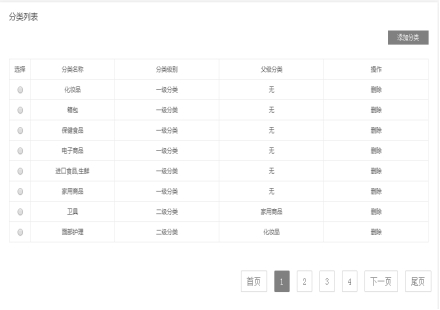 分类列表
添加分类
选择 分类名称 分类级别 父级分类 操作
化妆品 一级分类 无 删除
箱包 一级分类 无 删除
保健食品 一级分类 无 删除
电子商品 一级分类 无 删除
进口食品,生鲜 一级分类 无 删除
家用商品 一级分类 无 删除
卫具 二级分类 家用商品 删除
面部护理 二级分类 化妆品 删除
首页 1 2 3 4 下一页 尾页